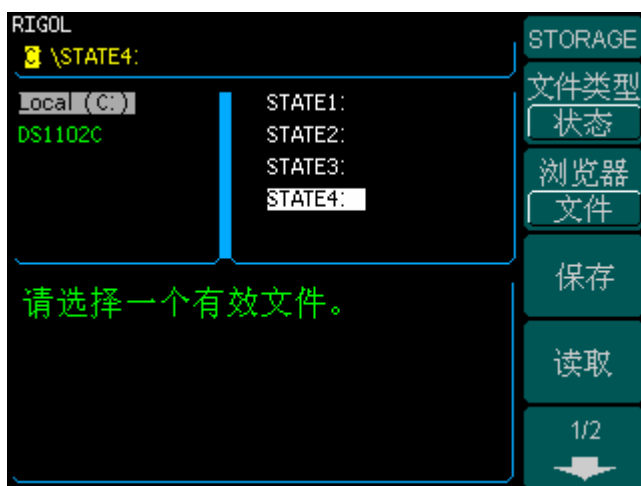 RIGOL
C \STATE4:
Local (C:)
DS1102C
STATE1:
STATE2:
STATE3:
STATE4:
请选择一个有效文件。
STORAGE
文件类型
状态
浏览器
文件
保存
读取
1/2